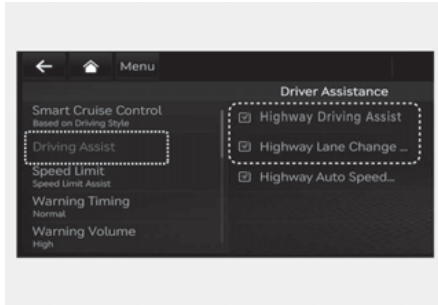 Menu
Driver Assistance
Smart Cruise Control
Based on Driving Style
Driving Assist
Speed Limit
Speed Limit Assist
Warning Timing
Normal
Warning Volume
High
Highway Driving Assist
Highway Lane Change ...
Highway Auto Speed...